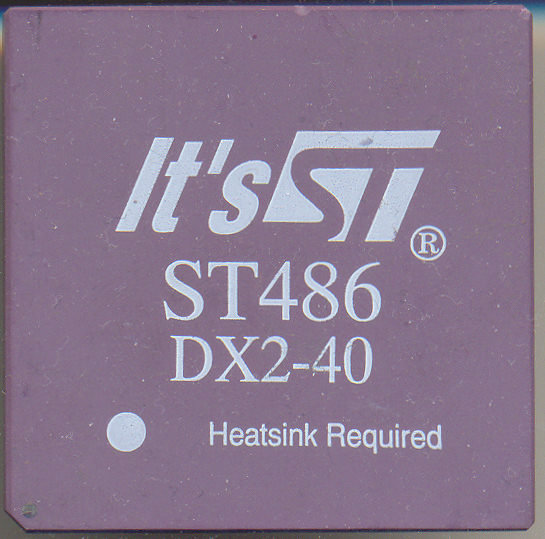 It's ST®
ST486
DX2-40
Heatsink Required